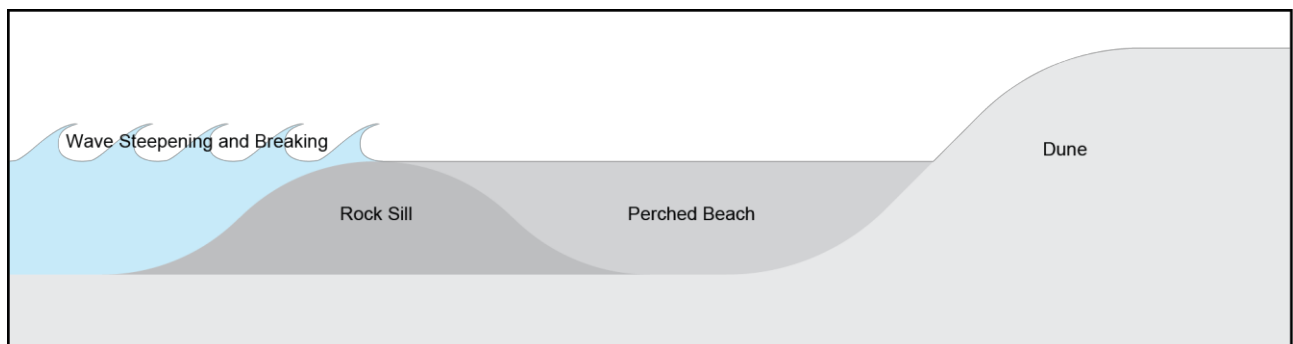 Wave Steepening and Breaking
Dune
Rock Sill
Perched Beach